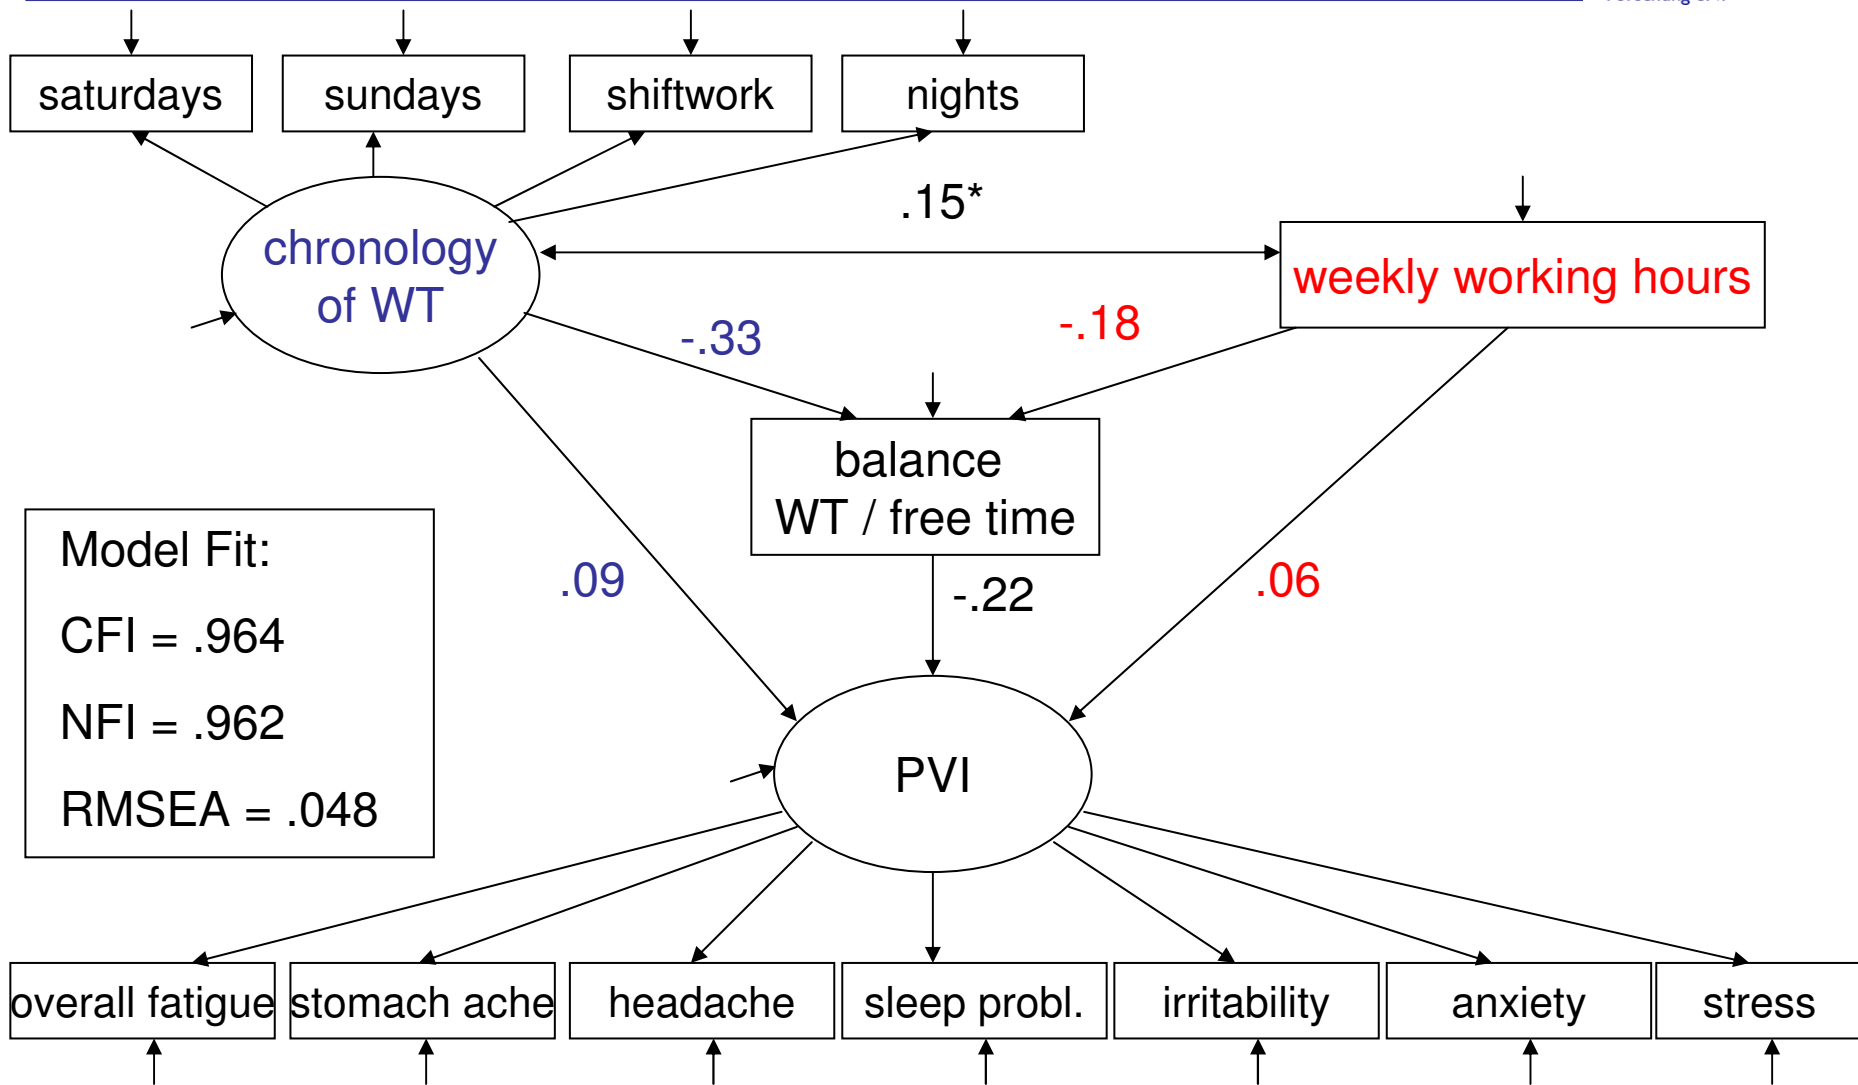 saturdays
sundays
shiftwork
nights
.15*
chronology
of WT
weekly working hours
-.33
-.18
balance
WT / free time
Model Fit:
CFI = .964
NFI = .962
RMSEA = .048
.09
-.22
.06
PVI
overall fatigue
stomach ache
headache
sleep probl.
irritability
anxiety
stress